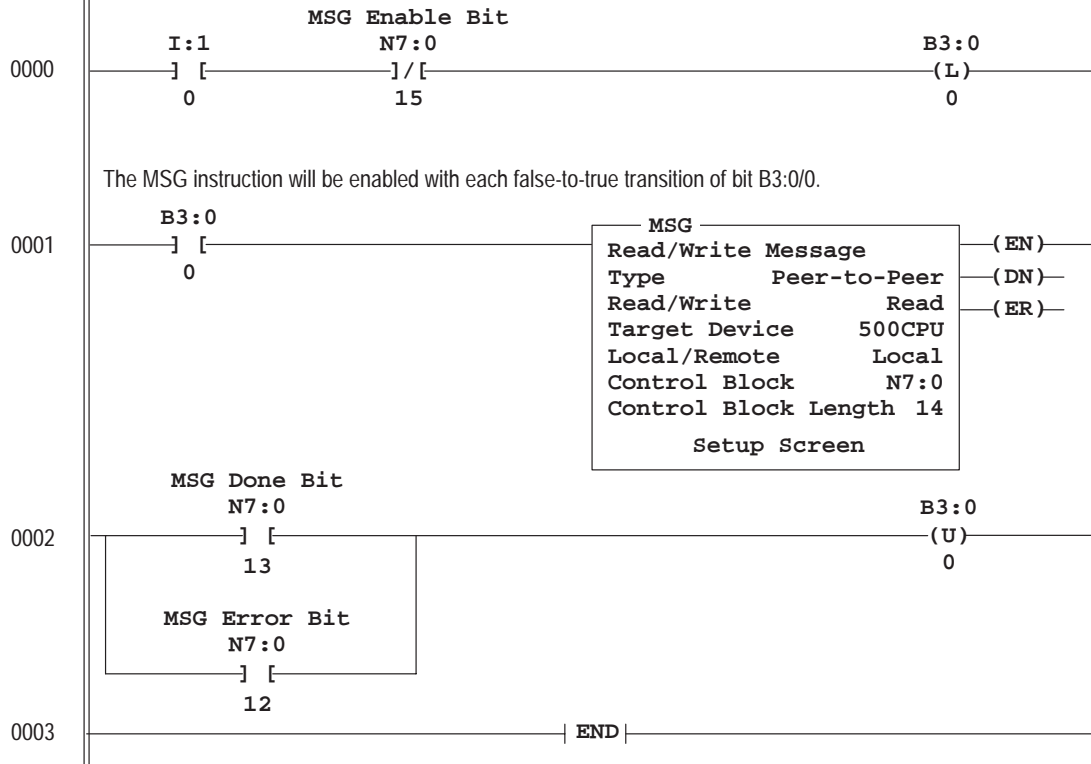 MSG Enable Bit
I:1 N7:0 B3:0
0000 ] [ ]/[ (L)
0 15 0
The MSG instruction will be enabled with each false-to-true transition of bit B3:0/0.
B3:0
0001 ] [
0
MSG
Read/Write Message (EN)
Type Peer-to-Peer (DN)
Read/Write Read (ER)
Target Device 500CPU
Local/Remote Local
Control Block N7:0
Control Block Length 14
Setup Screen
MSG Done Bit
N7:0 B3:0
0002 ] [ (U)
13 0
MSG Error Bit
N7:0
] [
12
0003 END